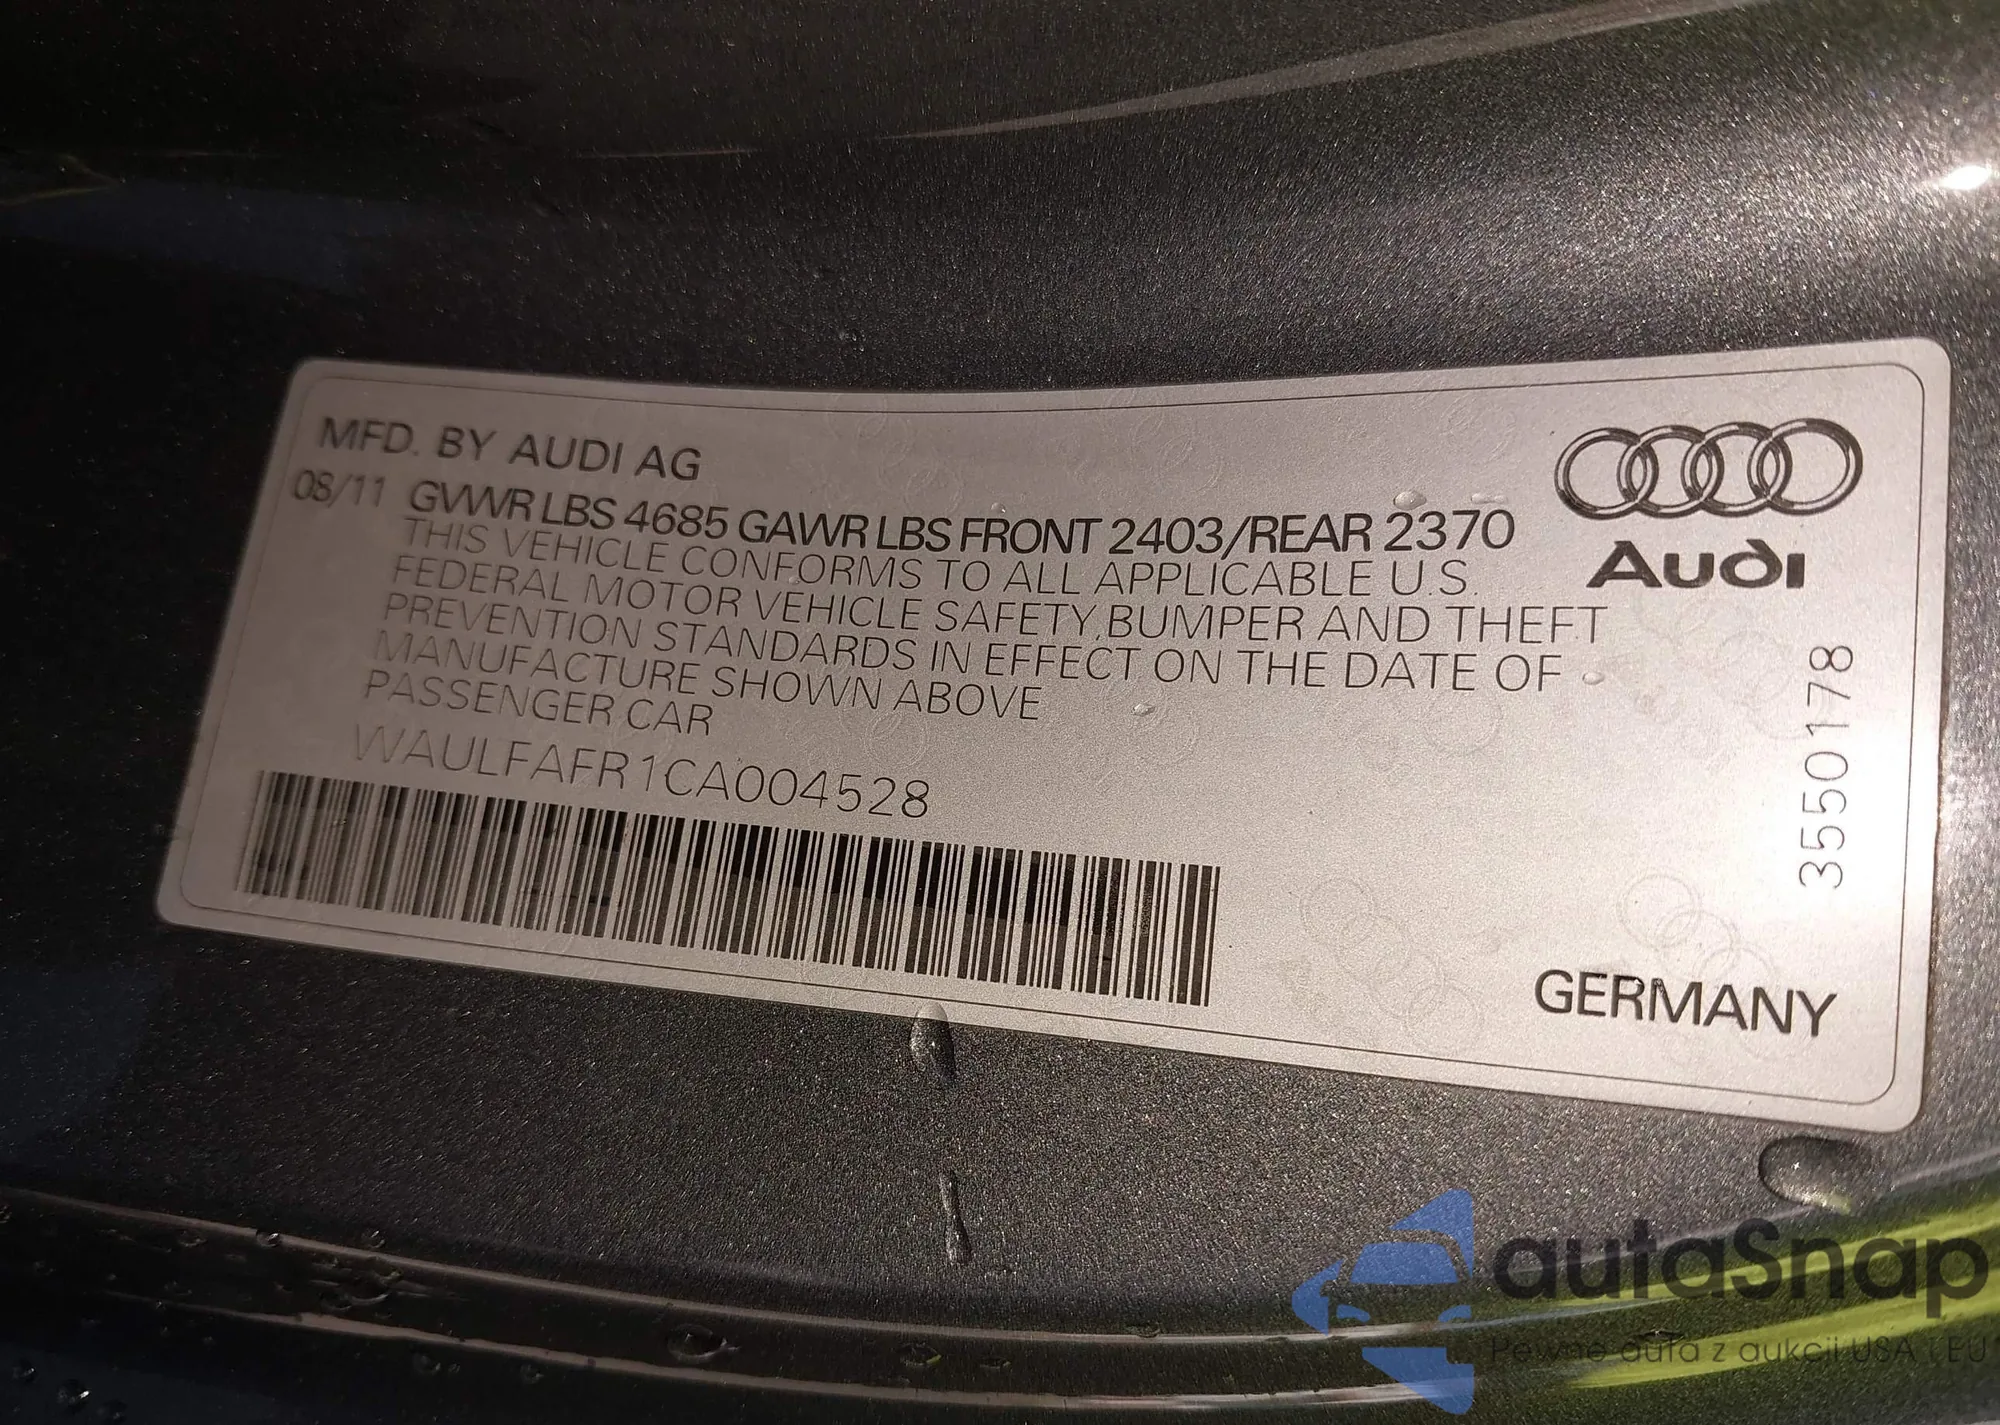 MFD. BY AUDI AG
08/11 GVWR LBS 4685 GAWR LBS FRONT 2403/REAR 2370
THIS VEHICLE CONFORMS TO ALL APPLICABLE U.S.
FEDERAL MOTOR VEHICLE SAFETY,BUMPER AND THEFT
PREVENTION STANDARDS IN EFFECT ON THE DATE OF
MANUFACTURE SHOWN ABOVE
PASSENGER CAR
WAULFAFR1CA004528
Audi
3550178
GERMANY
autaSnap
Pewne auta z aukcji USA i EU